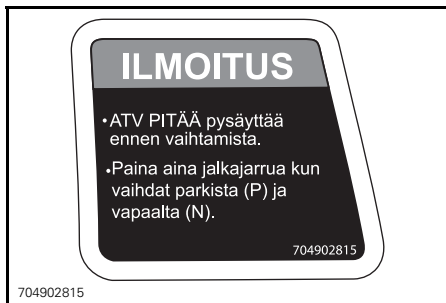 ILMOITUS
•ATV PITÄÄ pysäyttää
ennen vaihtamista.
•Paina aina jalkajarrua kun
vaihdat parkista (P) ja
vapaalta (N).
704902815
704902815